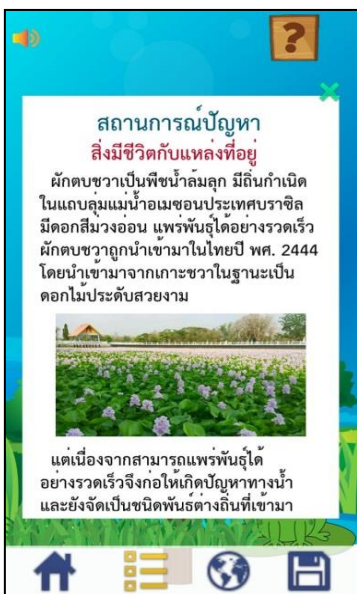 ?
สถานการณ์ปัญหา
สิ่งมีชีวิตกับแหล่งที่อยู่
ผักตบชวาเป็นพืชน้ำล้มลุก มีถิ่นกำเนิด
ในแถบลุ่มแม่น้ำอเมซอนประเทศบราซิล
มีดอกสีม่วงอ่อน แพร่พันธุ์ได้อย่างรวดเร็ว
ผักตบชวาถูกนำเข้ามาในไทยปี พศ. 2444
โดยนำเข้ามาจากเกาะชวาในฐานะเป็น
ดอกไม้ประดับสวยงาม
แต่เนื่องจากสามารถแพร่พันธุ์ได้
อย่างรวดเร็วจึงก่อให้เกิดปัญหาทางน้ำ
และยังจัดเป็นชนิดพันธุ์ต่างถิ่นที่เข้ามา